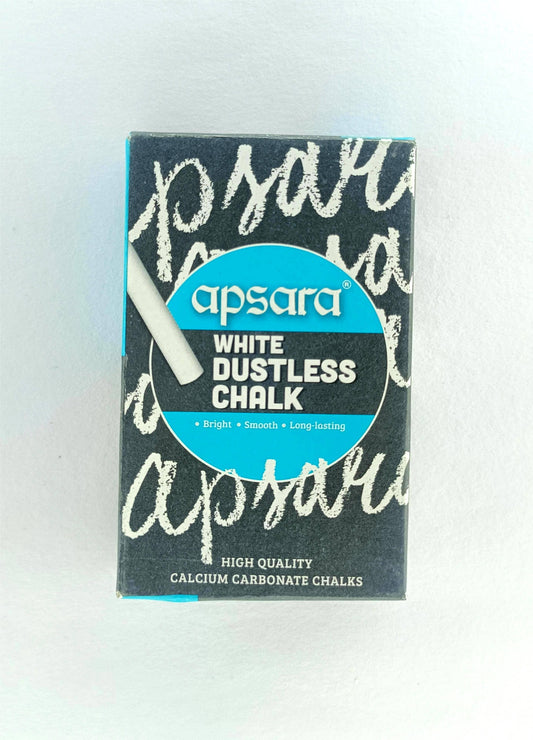 apsara
apsara®
WHITE
DUSTLESS
CHALK
• Bright • Smooth • Long-lasting
apsara
HIGH QUALITY
CALCIUM CARBONATE CHALKS